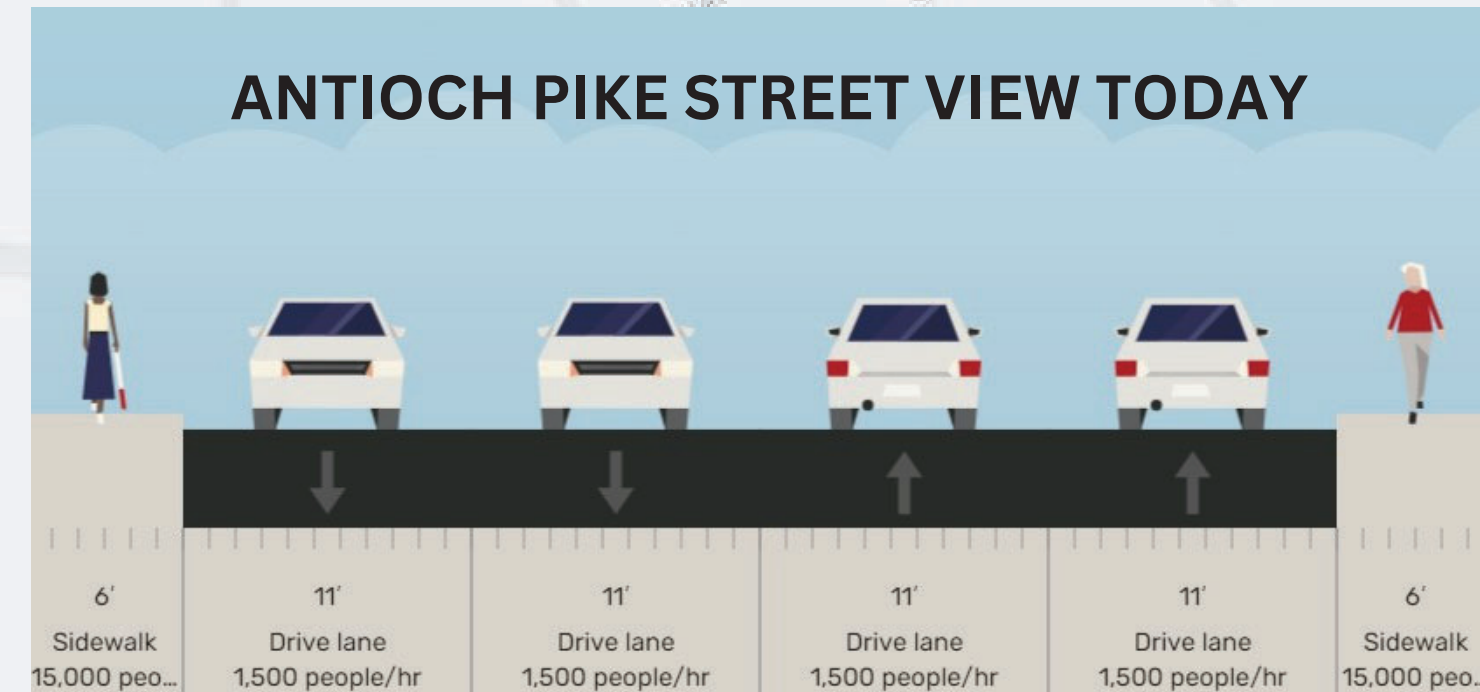 ANTIOCH PIKE STREET VIEW TODAY
6′
Sidewalk
15,000 peo...
11′
Drive lane
1,500 people/hr
11′
Drive lane
1,500 people/hr
11′
Drive lane
1,500 people/hr
11′
Drive lane
1,500 people/hr
6′
Sidewalk
15,000 peo..